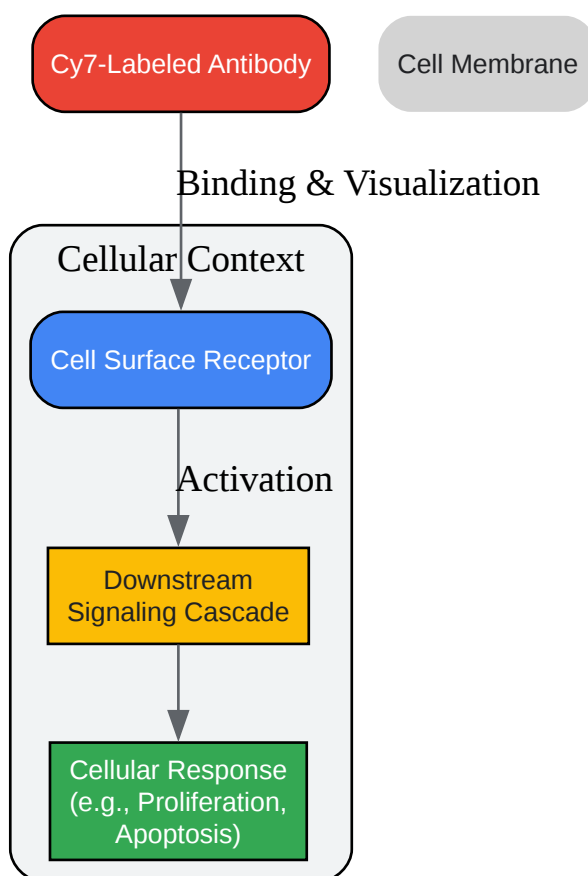 Cy7-Labeled Antibody
Cell Membrane
Binding & Visualization
Cellular Context
Cell Surface Receptor
Activation
Downstream
Signaling Cascade
Cellular Response
(e.g., Proliferation,
Apoptosis)